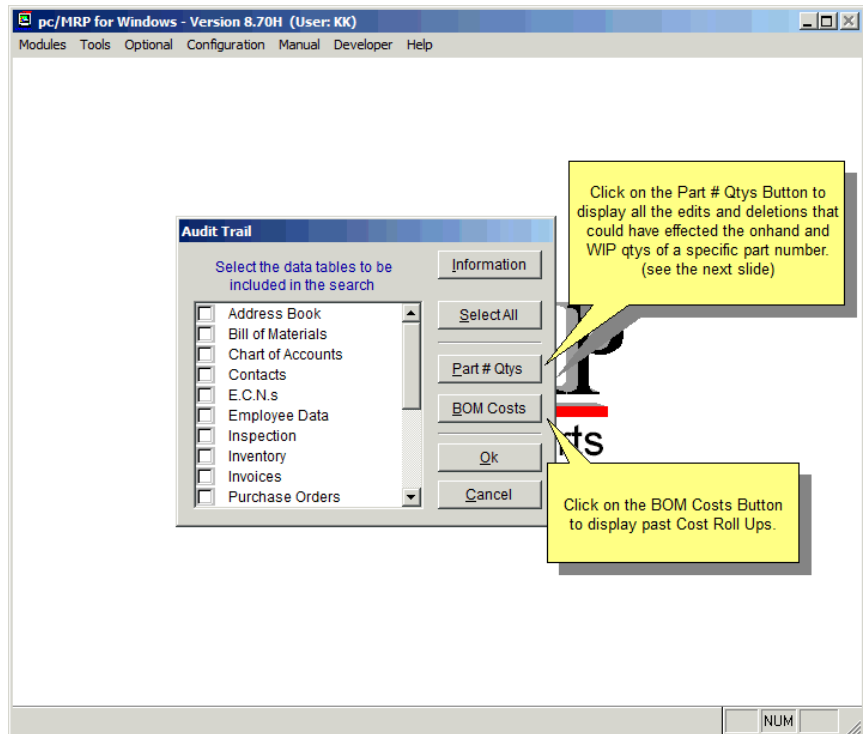 pc/MRP for Windows - Version 8.70H (User: KK)
Modules Tools Optional Configuration Manual Developer Help
Click on the Part # Qtys Button to
display all the edits and deletions that
could have effected the onhand and
WIP qtys of a specific part number.
(see the next slide)
Audit Trail
Select the data tables to be
included in the search
Address Book
Bill of Materials
Chart of Accounts
Contacts
E.C.N.s
Employee Data
Inspection
Inventory
Invoices
Purchase Orders
Information
Select All
Part # Qtys
BOM Costs
Ok
Cancel
P
rts
Click on the BOM Costs Button
to display past Cost Roll Ups.
NUM